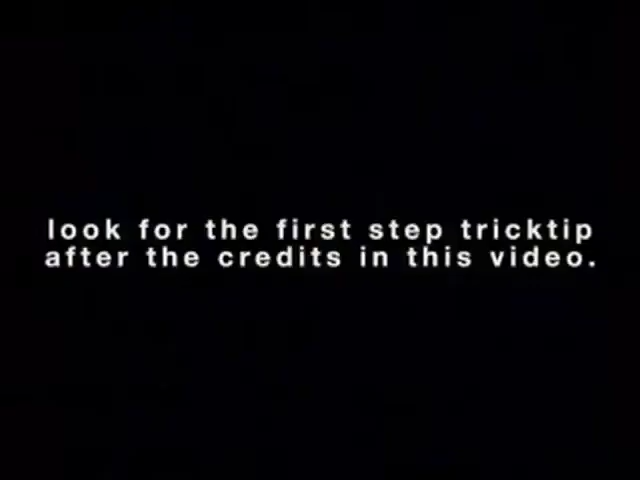 look for the first step tricktip
after the credits in this video.